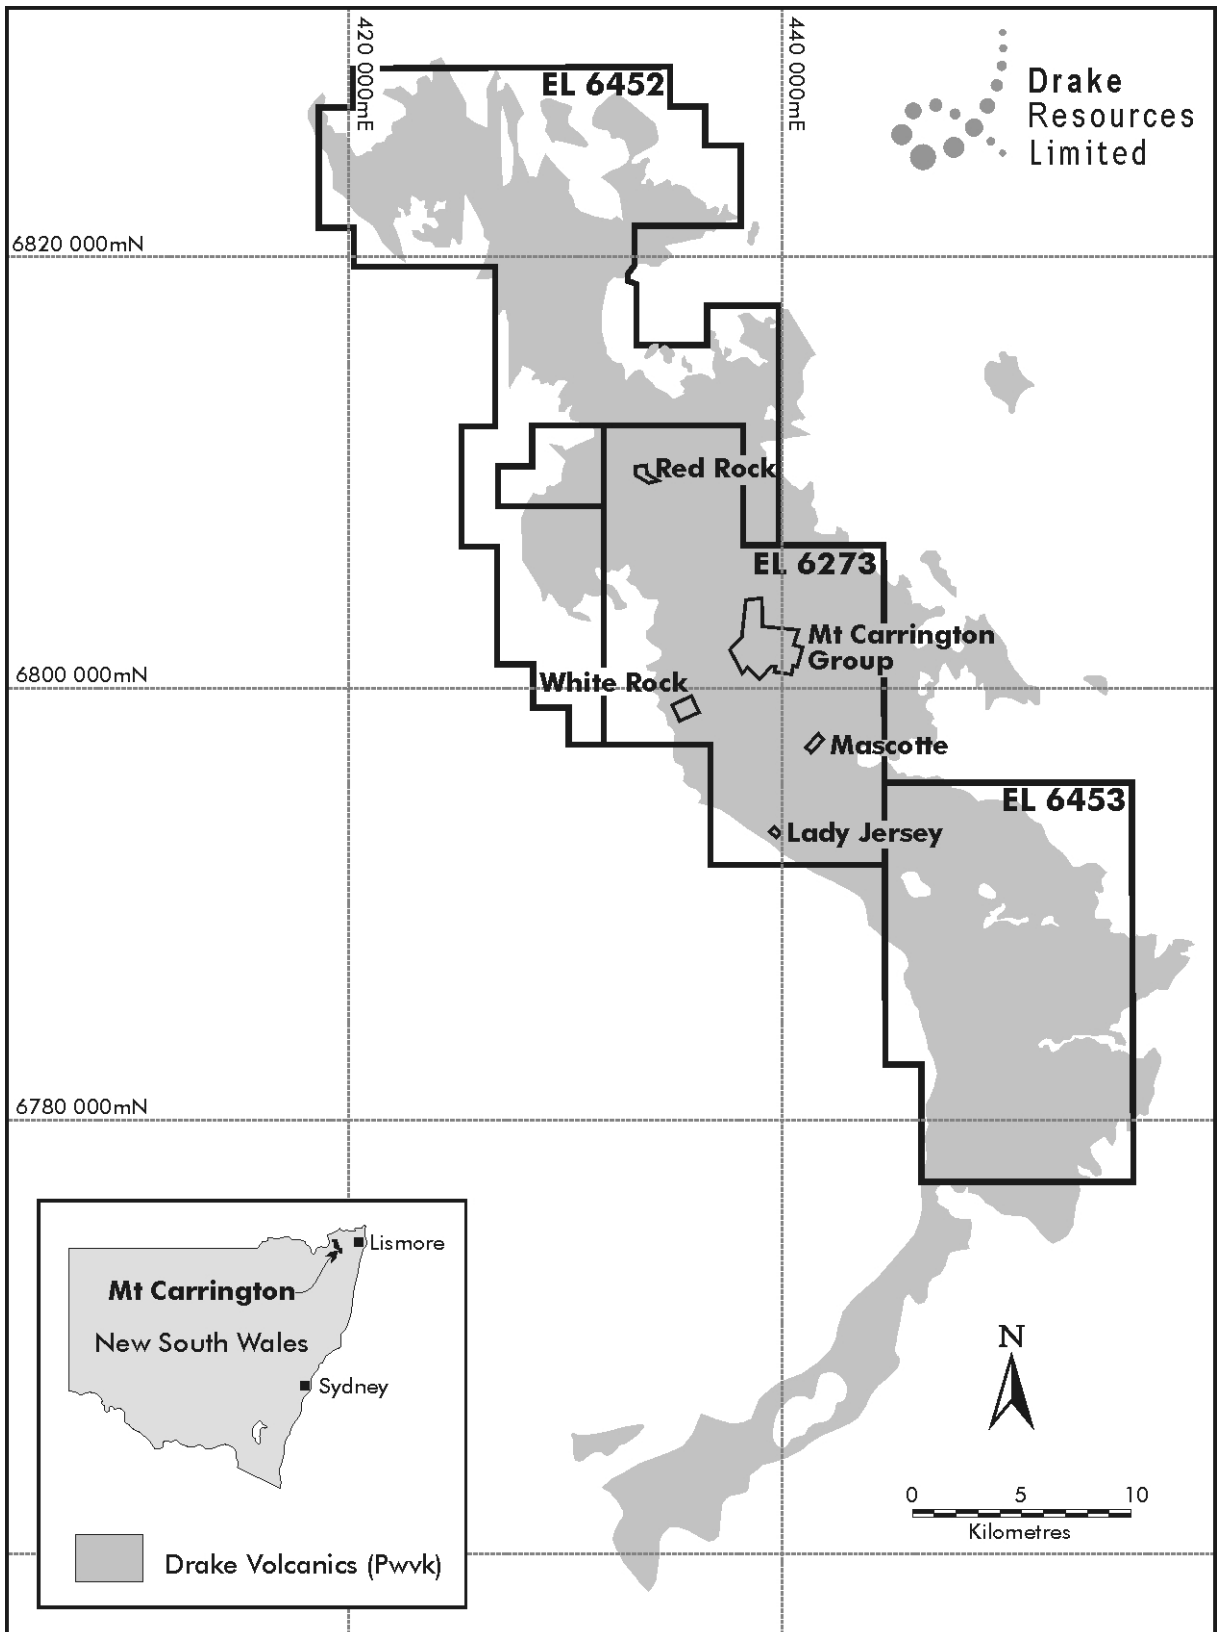 420 000mE
440 000mE
EL 6452
Drake
Resources
Limited
6820 000mN
Red Rock
EL 6273
Mt Carrington
Group
6800 000mN
White Rock
Mascotte
EL 6453
Lady Jersey
6780 000mN
Lismore
Mt Carrington
New South Wales
Sydney
N
0 5 10
Kilometres
Drake Volcanics (Pwvk)